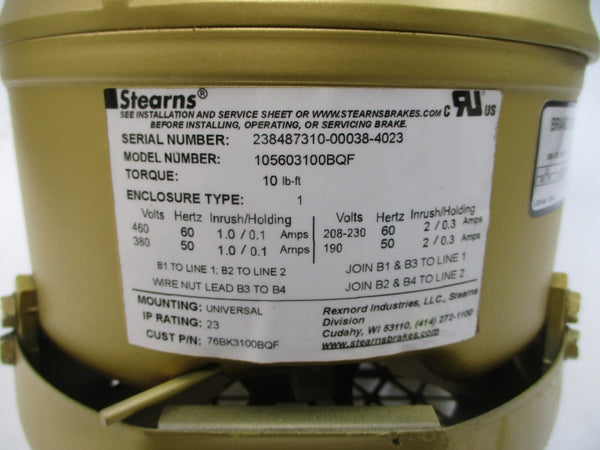 Stearns®
SEE INSTALLATION AND SERVICE SHEET OR WWW.STEARNSBRAKES.COM
BEFORE INSTALLING, OPERATING, OR SERVICING BRAKE.
C RU US
SERIAL NUMBER: 238487310-00038-4023
MODEL NUMBER: 105603100BQF
TORQUE: 10 lb-ft
ENCLOSURE TYPE: 1
Volts Hertz Inrush/Holding
460 60 1.0 / 0.1 Amps
380 50 1.0 / 0.1 Amps
B1 TO LINE 1; B2 TO LINE 2
WIRE NUT LEAD B3 TO B4
Volts Hertz Inrush/Holding
208-230 60 2 / 0.3 Amps
190 50 2 / 0.3 Amps
JOIN B1 & B3 TO LINE 1
JOIN B2 & B4 TO LINE 2
MOUNTING: UNIVERSAL
IP RATING: 23
CUST P/N: 76BK3100BQF
Rexnord Industries, LLC., Stearns
Division
Cudahy, WI 53110, (414) 272-1100
www.stearnsbrakes.com
BRAKE